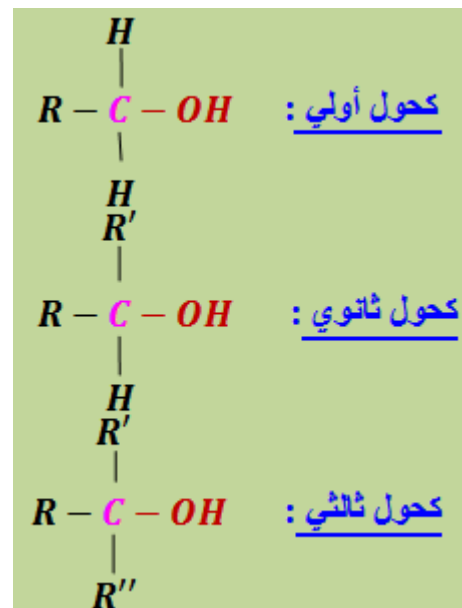 H
R – C – OH كحول أولي :
H
R'
R – C – OH كحول ثانوي :
H
R'
R – C – OH كحول ثالثي :
R''